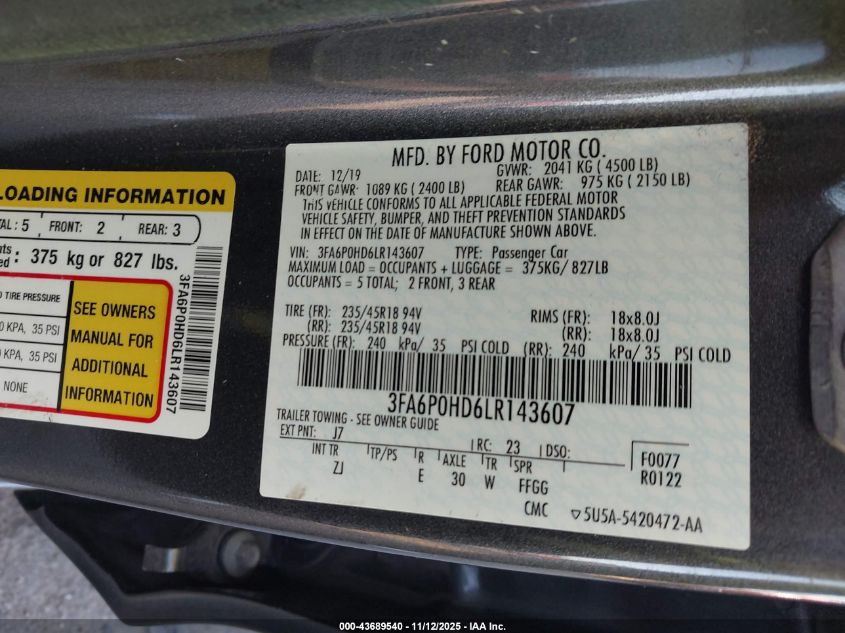 LOADING INFORMATION
TAL: 5 FRONT: 2 REAR: 3
375 kg or 827 lbs.
TIRE PRESSURE
KPA, 35 PSI
KPA, 35 PSI
NONE
SEE OWNERS
MANUAL FOR
ADDITIONAL
INFORMATION
3FA6P0HD6LR143607
MFD. BY FORD MOTOR CO.
DATE: 12/19 GVWR: 2041 KG ( 4500 LB)
FRONT GAWR: 1089 KG ( 2400 LB) REAR GAWR: 975 KG ( 2150 LB)
THIS VEHICLE CONFORMS TO ALL APPLICABLE FEDERAL MOTOR
VEHICLE SAFETY, BUMPER, AND THEFT PREVENTION STANDARDS
IN EFFECT ON THE DATE OF MANUFACTURE SHOWN ABOVE.
VIN: 3FA6P0HD6LR143607 TYPE: Passenger Car
MAXIMUM LOAD = OCCUPANTS + LUGGAGE = 375KG/ 827LB
OCCUPANTS = 5 TOTAL; 2 FRONT, 3 REAR
TIRE (FR): 235/45R18 94V RIMS (FR): 18x8.0J
(RR): 235/45R18 94V (RR): 18x8.0J
PRESSURE (FR): 240 kPa/ 35 PSI COLD (RR): 240 kPa/ 35 PSI COLD
3FA6P0HD6LR143607
TRAILER TOWING - SEE OWNER GUIDE
EXT PNT: J7 RC: 23 DSO:
INT TR TP/PS R AXLE TR SPR
ZJ E 30 W FFGG
F0077
R0122
CMC ▽5U5A-5420472-AA
000-43689540 - 11/12/2025 - IAA Inc.